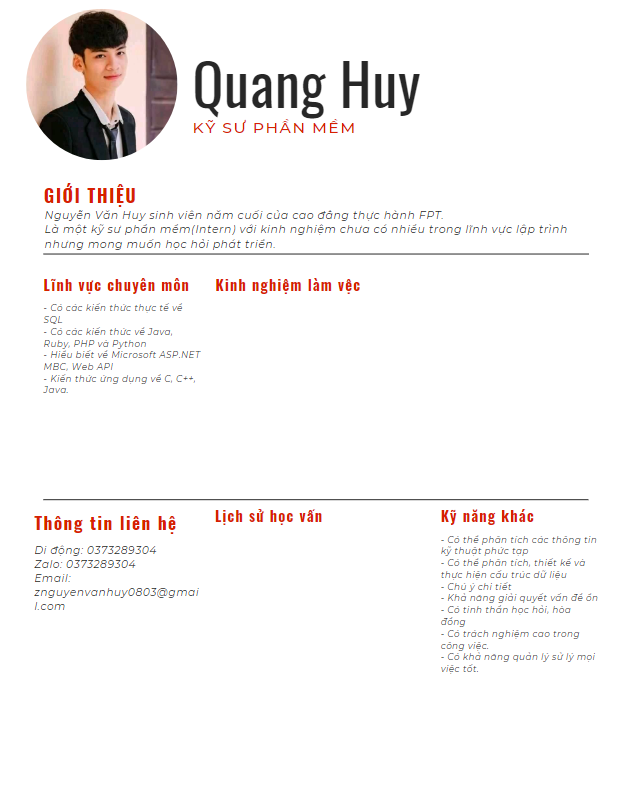 Quang Huy
KỸ SƯ PHẦN MỀM
GIỚI THIỆU
Nguyễn Văn Huy sinh viên năm cuối của cao đẳng thực hành FPT.
Là một kỹ sư phần mềm(Intern) với kinh nghiệm chưa có nhiều trong lĩnh vực lập trình
nhưng mong muốn học hỏi phát triển.
Lĩnh vực chuyên môn
- Có các kiến thức thực tế về
SQL
- Có các kiến thức về Java,
Ruby, PHP và Python
- Hiểu biết về Microsoft ASP.NET
MBC, Web API
- Kiến thức ứng dụng về C, C++,
Java.
Kinh nghiệm làm vệc
Thông tin liên hệ
Di động: 0373289304
Zalo: 0373289304
Email:
znguyenvanhuy0803@gmai
l.com
Lịch sử học vấn
Kỹ năng khác
- Có thể phân tích các thông tin
kỹ thuật phức tạp
- Có thể phân tích, thiết kế và
thực hiện cấu trúc dữ liệu
- Chú ý chi tiết
- Khả năng giải quyết vấn đề ổn
- Có tinh thần học hỏi, hòa
đồng
- Có trách nghiệm cao trong
công việc.
- Có khả năng quản lý sử lý mọi
việc tốt.